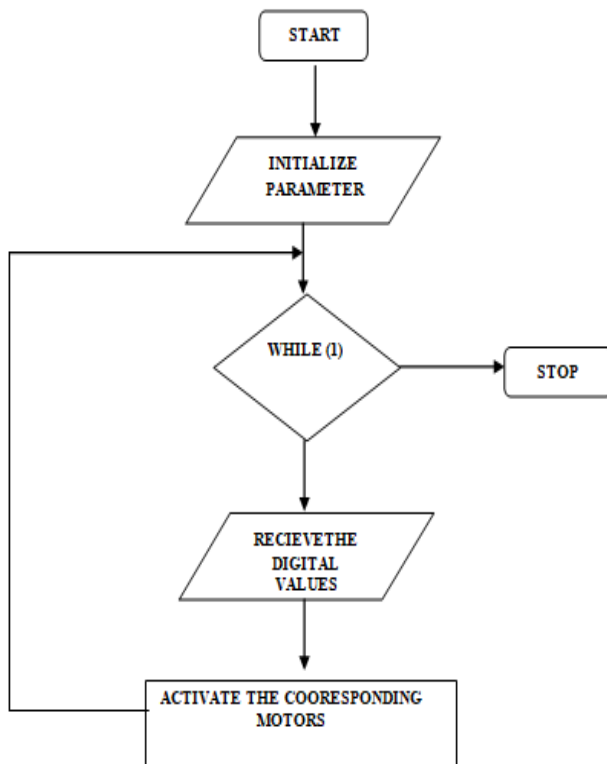 START
INITIALIZE
PARAMETER
WHILE (1)
STOP
RECIEVETHE
DIGITAL
VALUES
ACTIVATE THE COORESPONDING
MOTORS